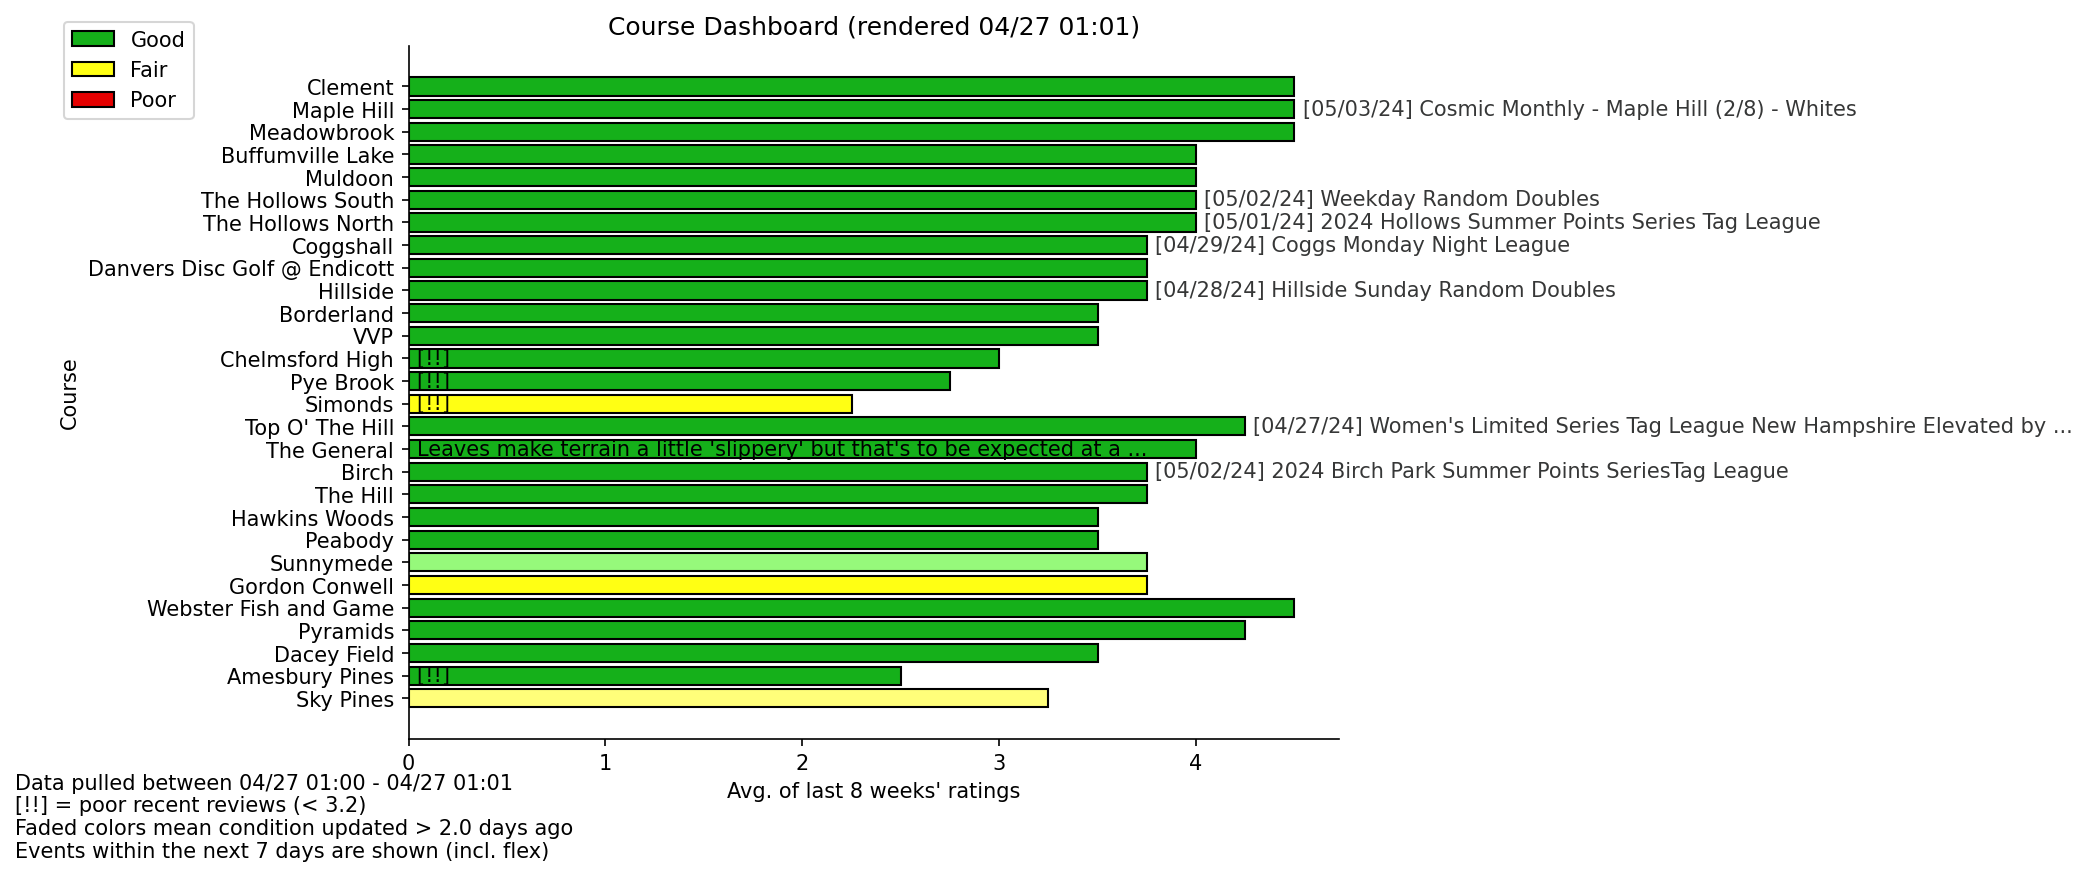 Course Dashboard (rendered 04/27 01:01)
Good
Fair
Poor
Course
Clement
Maple Hill [05/03/24] Cosmic Monthly - Maple Hill (2/8) - Whites
Meadowbrook
Buffumville Lake
Muldoon
The Hollows South [05/02/24] Weekday Random Doubles
The Hollows North [05/01/24] 2024 Hollows Summer Points Series Tag League
Coggshall [04/29/24] Coggs Monday Night League
Danvers Disc Golf @ Endicott
Hillside [04/28/24] Hillside Sunday Random Doubles
Borderland
VVP
Chelmsford High [!!]
Pye Brook [!!]
Simonds [!!]
Top O' The Hill [04/27/24] Women's Limited Series Tag League New Hampshire Elevated by ...
The General Leaves make terrain a little 'slippery' but that's to be expected at a ...
Birch [05/02/24] 2024 Birch Park Summer Points SeriesTag League
The Hill
Hawkins Woods
Peabody
Sunnymede
Gordon Conwell
Webster Fish and Game
Pyramids
Dacey Field
Amesbury Pines [!!]
Sky Pines
0 1 2 3 4
Avg. of last 8 weeks' ratings
Data pulled between 04/27 01:00 - 04/27 01:01
[!!] = poor recent reviews (< 3.2)
Faded colors mean condition updated > 2.0 days ago
Events within the next 7 days are shown (incl. flex)